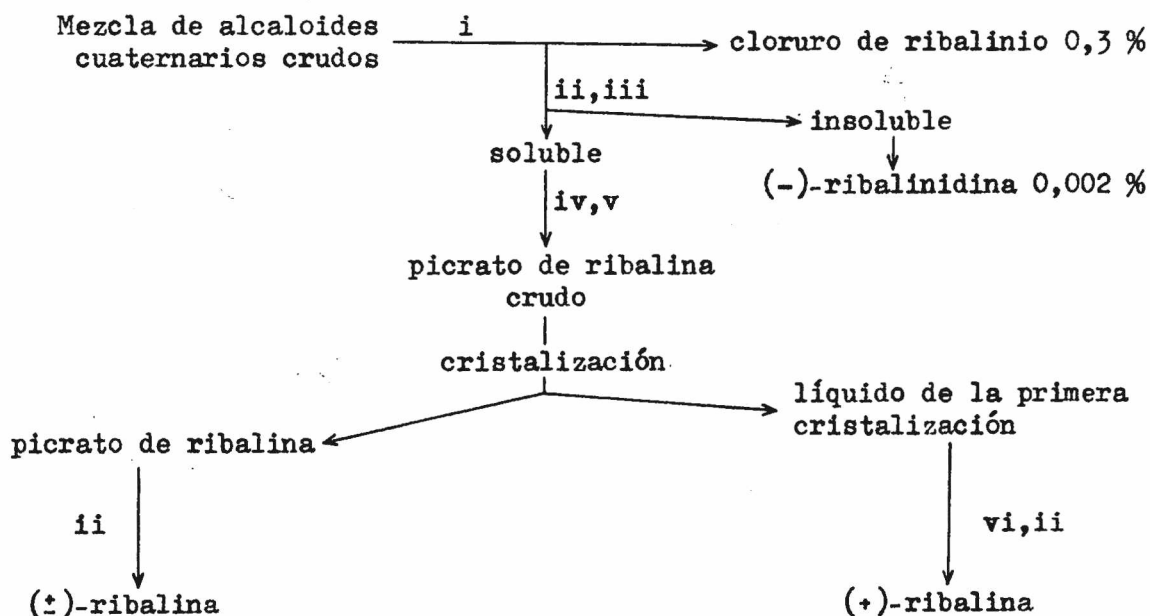 Mezcla de alcaloides
cuaternarios crudos
i
cloruro de ribalinio 0,3 %
ii,iii
insoluble
soluble
(-)-ribalinidina 0,002 %
iv,v
picrato de ribalina
crudo
cristalización
líquido de la primera
cristalización
picrato de ribalina
ii
vi,ii
(±)-ribalina
(+)-ribalina